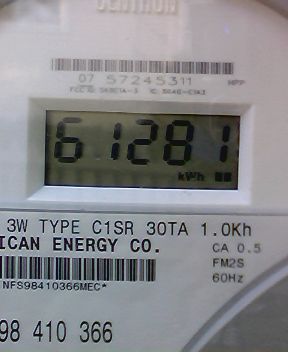 CENTRON
07 57245311
61281
kWh
3W TYPE C1SR 30TA 1.0Kh
ICAN ENERGY CO.
CA 0.5
FM2S
60Hz
NFS98410366MEC*
98 410 366